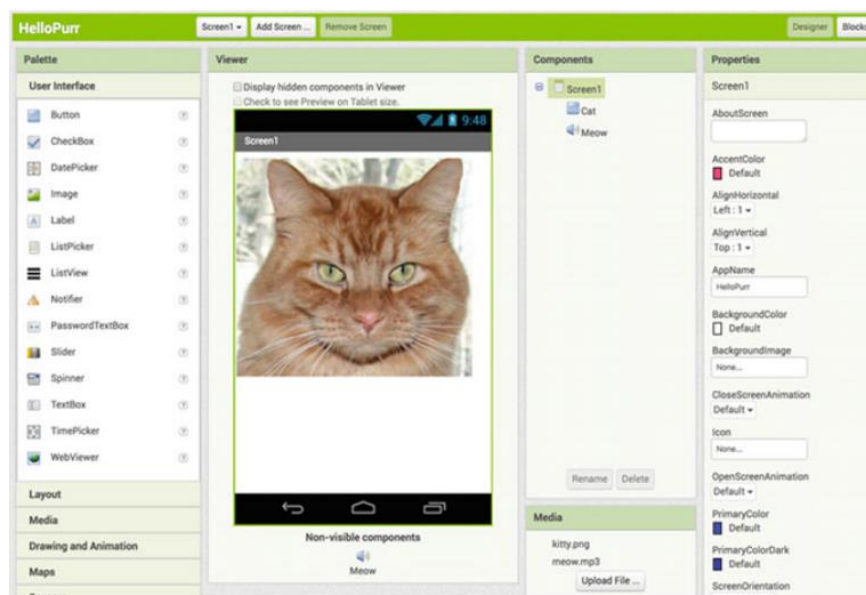 HelloPurr
Screen1
Add Screen ...
Remove Screen
Designer
Blocks
Palette
User Interface
Button
CheckBox
DatePicker
Image
Label
ListPicker
ListView
Notifier
PasswordTextBox
Slider
Spinner
TextBox
TimePicker
WebViewer
Layout
Media
Drawing and Animation
Maps
Viewer
Display hidden components in Viewer
Check to see Preview on Tablet size.
9:48
Screen1
Non-visible components
Meow
Components
Screen1
Cat
Meow
Rename
Delete
Media
kitty.png
meow.mp3
Upload File ...
Properties
Screen1
AboutScreen
AccentColor
Default
AlignHorizontal
Left : 1
AlignVertical
Top : 1
AppName
HelloPurr
BackgroundColor
Default
BackgroundImage
None...
CloseScreenAnimation
Default
Icon
None...
OpenScreenAnimation
Default
PrimaryColor
Default
PrimaryColorDark
Default
ScreenOrientation